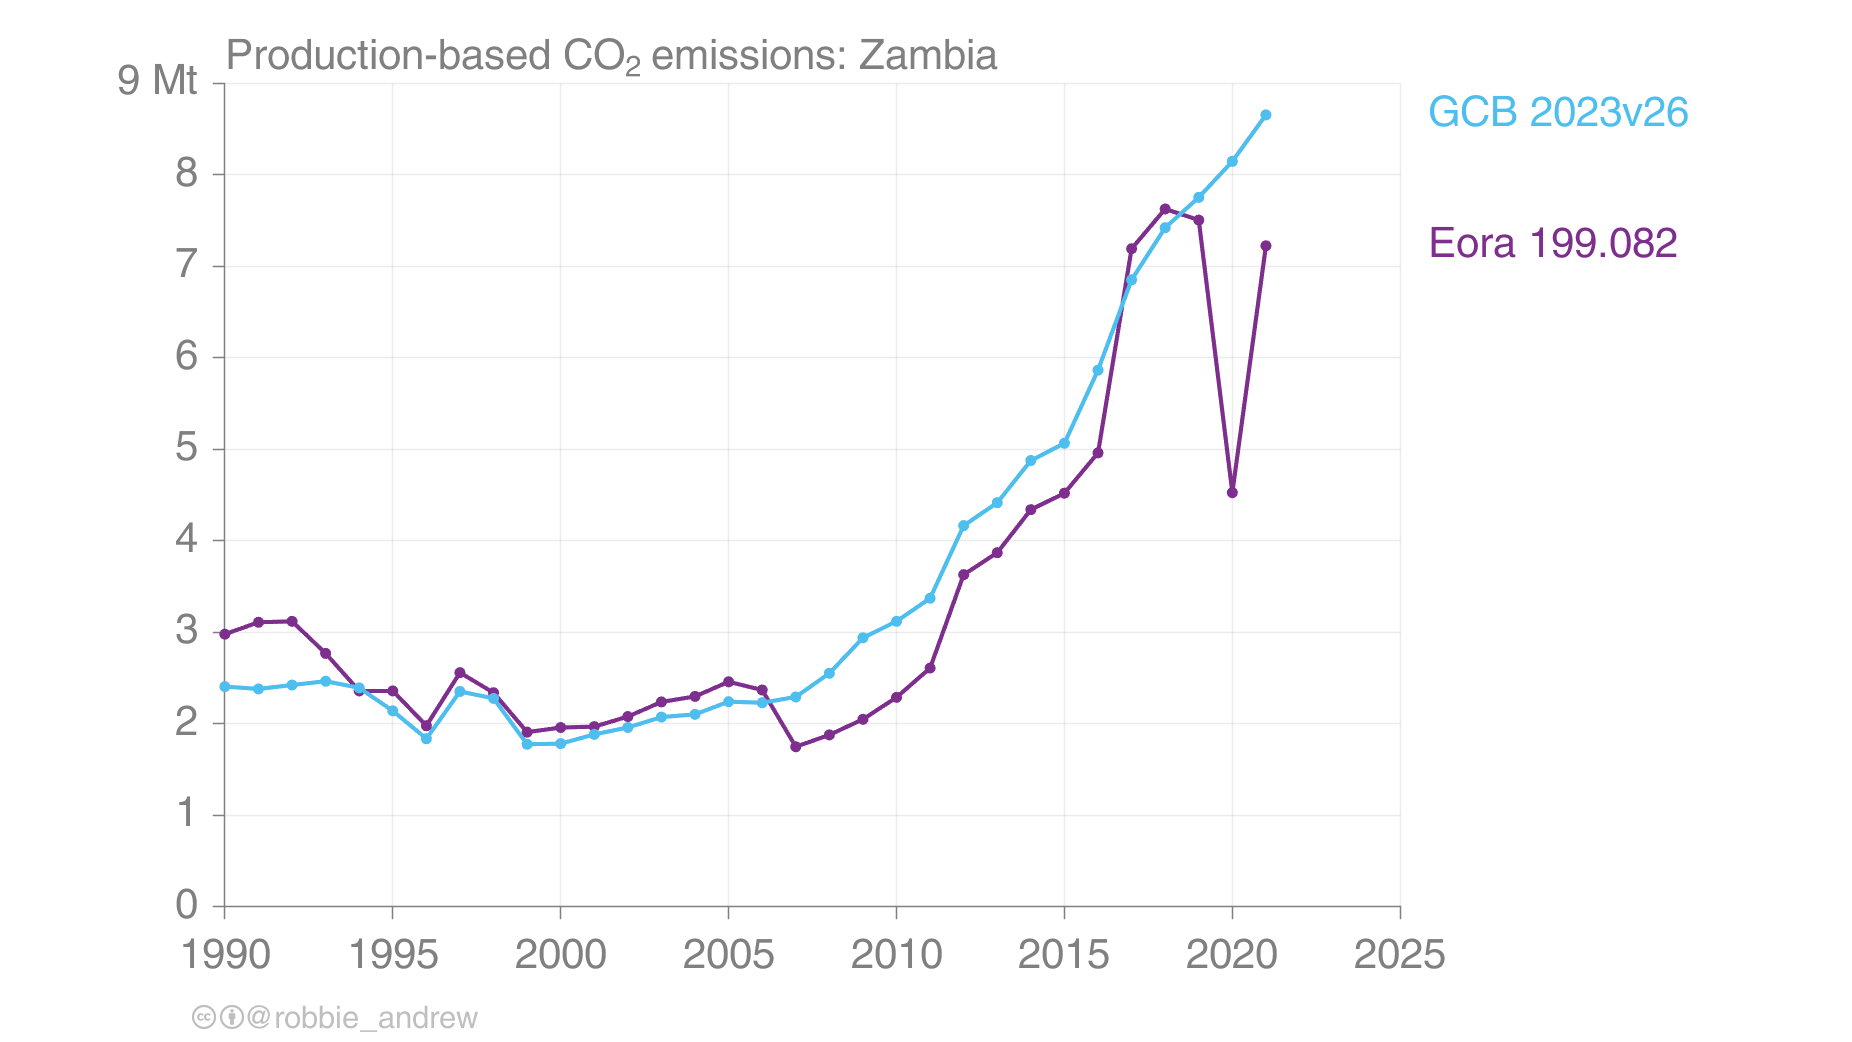 Production-based CO₂ emissions: Zambia
9 Mt
8
7
6
5
4
3
2
1
0
1990 1995 2000 2005 2010 2015 2020 2025
GCB 2023v26
Eora 199.082
cc @robbie_andrew